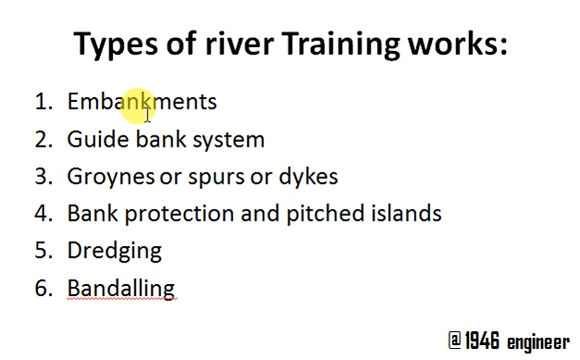 Types of river Training works:
1. Embankments
2. Guide bank system
3. Groynes or spurs or dykes
4. Bank protection and pitched islands
5. Dredging
6. Bandalling
@1946 engineer